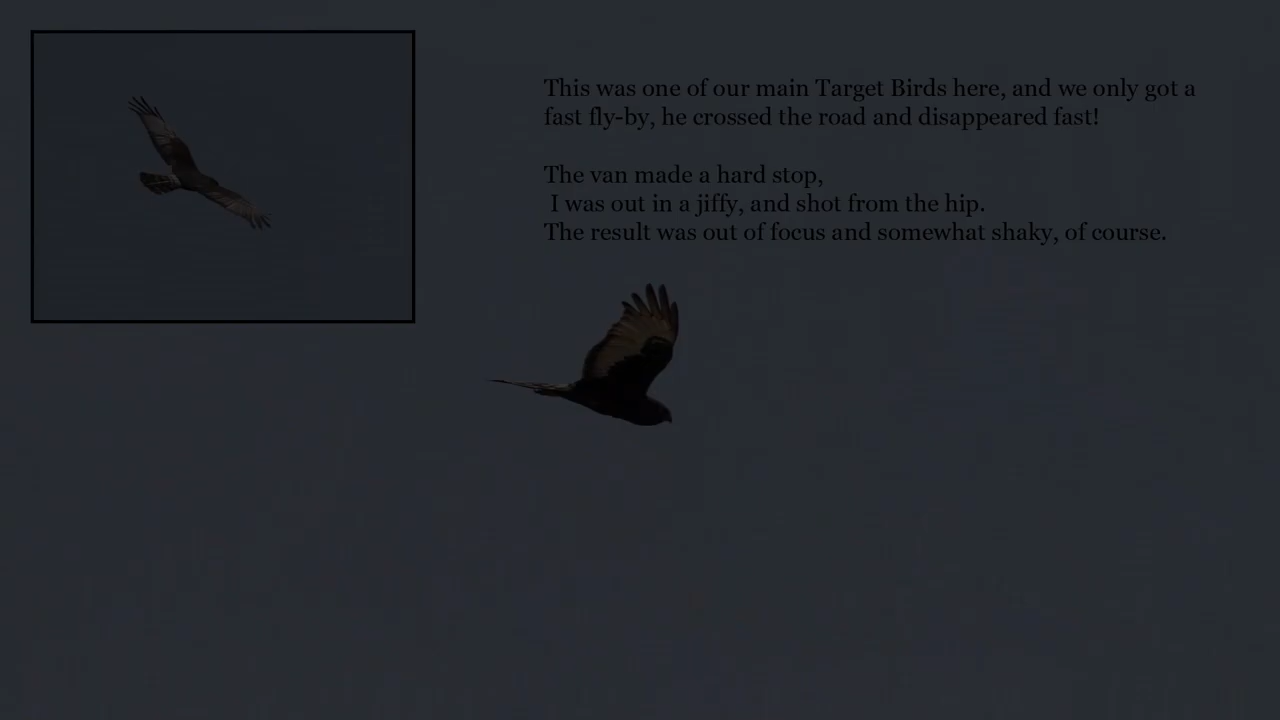 This was one of our main Target Birds here, and we only got a
fast fly-by, he crossed the road and disappeared fast!
The van made a hard stop,
I was out in a jiffy, and shot from the hip.
The result was out of focus and somewhat shaky, of course.